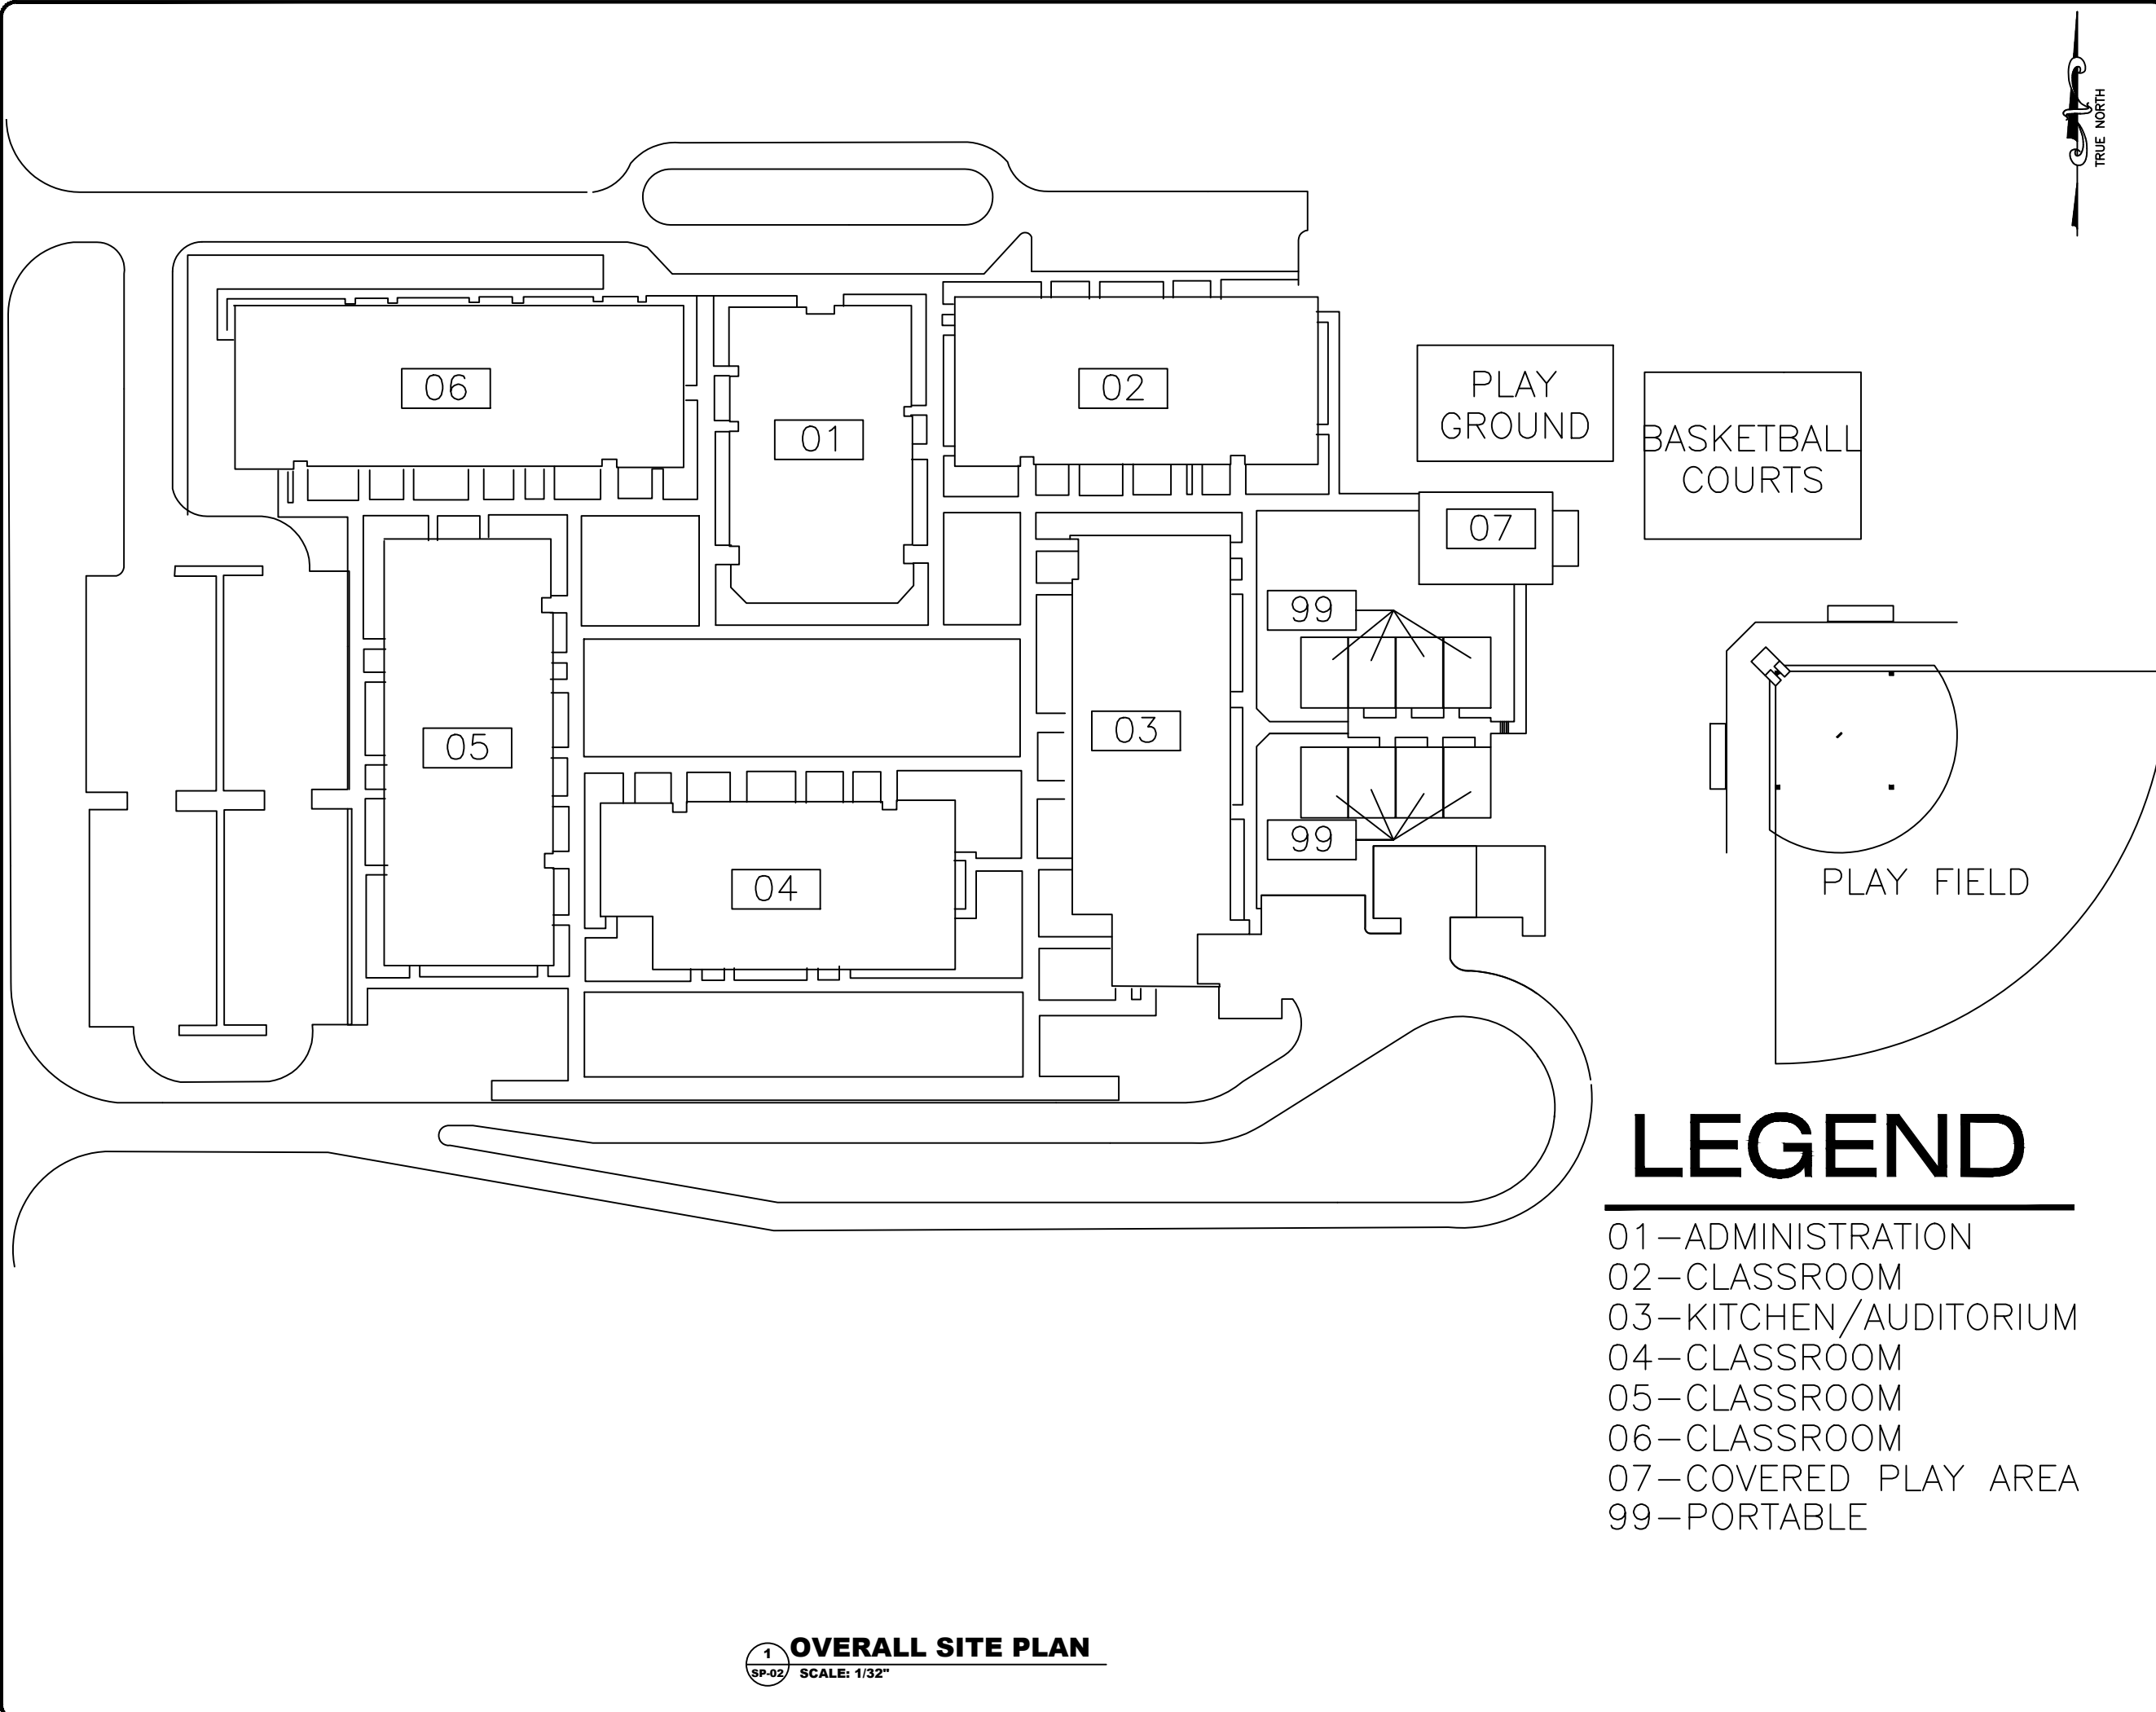 TRUE NORTH
06
01
02
PLAY
GROUND
BASKETBALL
COURTS
07
99
05
03
99
04
PLAY FIELD
LEGEND
01-ADMINISTRATION
02-CLASSROOM
03-KITCHEN/AUDITORIUM
04-CLASSROOM
05-CLASSROOM
06-CLASSROOM
07-COVERED PLAY AREA
99-PORTABLE
1
SP-02
OVERALL SITE PLAN
SCALE: 1/32"